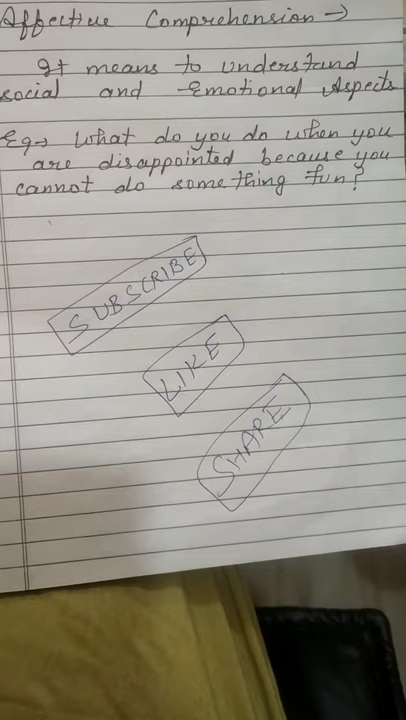 Affective Comprehension →
It means to understand
social and Emotional Aspects
Eg → What do you do when you
are disappointed because you
cannot do something fun?
SUBSCRIBE
LIKE
SHARE